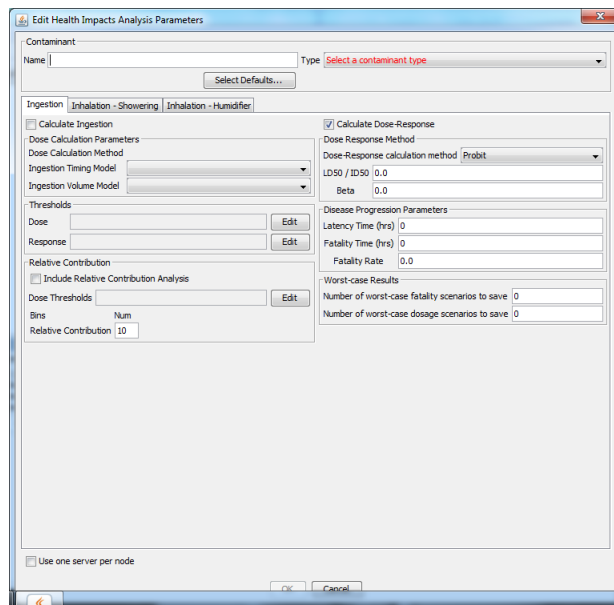 Edit Health Impacts Analysis Parameters
Contaminant
Name Type Select a contaminant type
Select Defaults...
Ingestion Inhalation - Showering Inhalation - Humidifier
Calculate Ingestion
Dose Calculation Parameters
Dose Calculation Method
Ingestion Timing Model
Ingestion Volume Model
Thresholds
Dose Edit
Response Edit
Relative Contribution
Include Relative Contribution Analysis
Dose Thresholds Edit
Bins Num
Relative Contribution 10
Calculate Dose-Response
Dose Response Method
Dose-Response calculation method Probit
LD50 / ID50 0.0
Beta 0.0
Disease Progression Parameters
Latency Time (hrs) 0
Fatality Time (hrs) 0
Fatality Rate 0.0
Worst-case Results
Number of worst-case fatality scenarios to save 0
Number of worst-case dosage scenarios to save 0
Use one server per node
OK Cancel